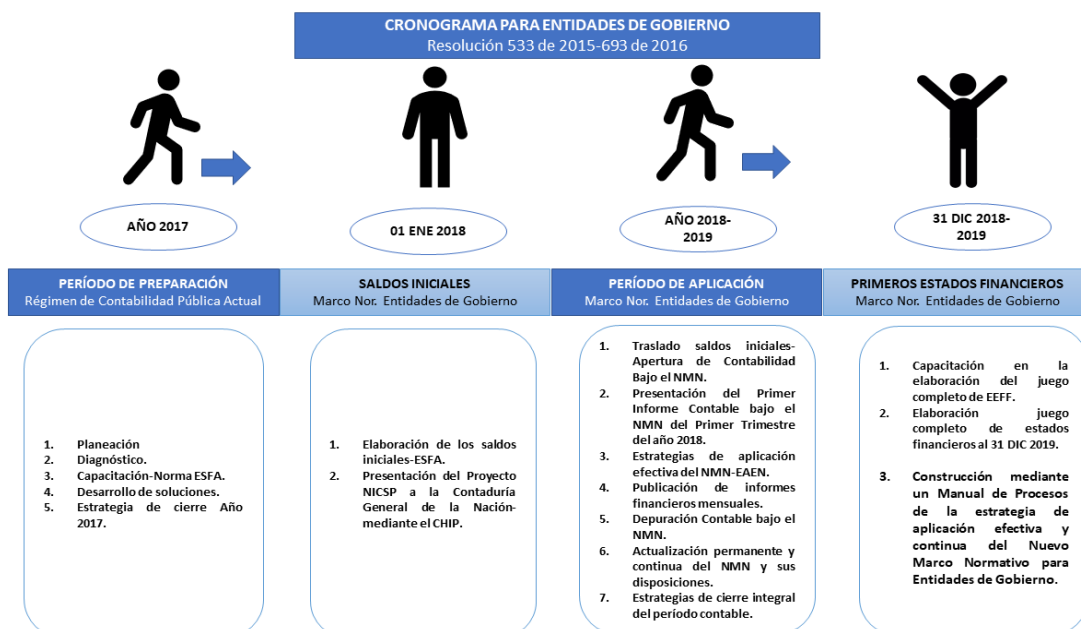 CRONOGRAMA PARA ENTIDADES DE GOBIERNO
Resolución 533 de 2015-693 de 2016
AÑO 2017
01 ENE 2018
AÑO 2018-
2019
31 DIC 2018-
2019
PERÍODO DE PREPARACIÓN
Régimen de Contabilidad Pública Actual
SALDOS INICIALES
Marco Nor. Entidades de Gobierno
PERÍODO DE APLICACIÓN
Marco Nor. Entidades de Gobierno
PRIMEROS ESTADOS FINANCIEROS
Marco Nor. Entidades de Gobierno
1. Planeación
2. Diagnóstico.
3. Capacitación-Norma ESFA.
4. Desarrollo de soluciones.
5. Estrategia de cierre Año
2017.
1. Elaboración de los saldos
iniciales-ESFA.
2. Presentación del Proyecto
NICSP a la Contaduría
General de la Nación-
mediante el CHIP.
1. Traslado saldos iniciales-
Apertura de Contabilidad
Bajo el NMN.
2. Presentación del Primer
Informe Contable bajo el
NMN del Primer Trimestre
del año 2018.
3. Estrategias de aplicación
efectiva del NMN-EAEN.
4. Publicación de informes
financieros mensuales.
5. Depuración Contable bajo el
NMN.
6. Actualización permanente y
continua del NMN y sus
disposiciones.
7. Estrategias de cierre integral
del período contable.
1. Capacitación en la
elaboración del juego
completo de EEFF.
2. Elaboración juego
completo de estados
financieros al 31 DIC 2019.
3. Construcción mediante
un Manual de Procesos
de la estrategia de
aplicación efectiva y
continua del Nuevo
Marco Normativo para
Entidades de Gobierno.